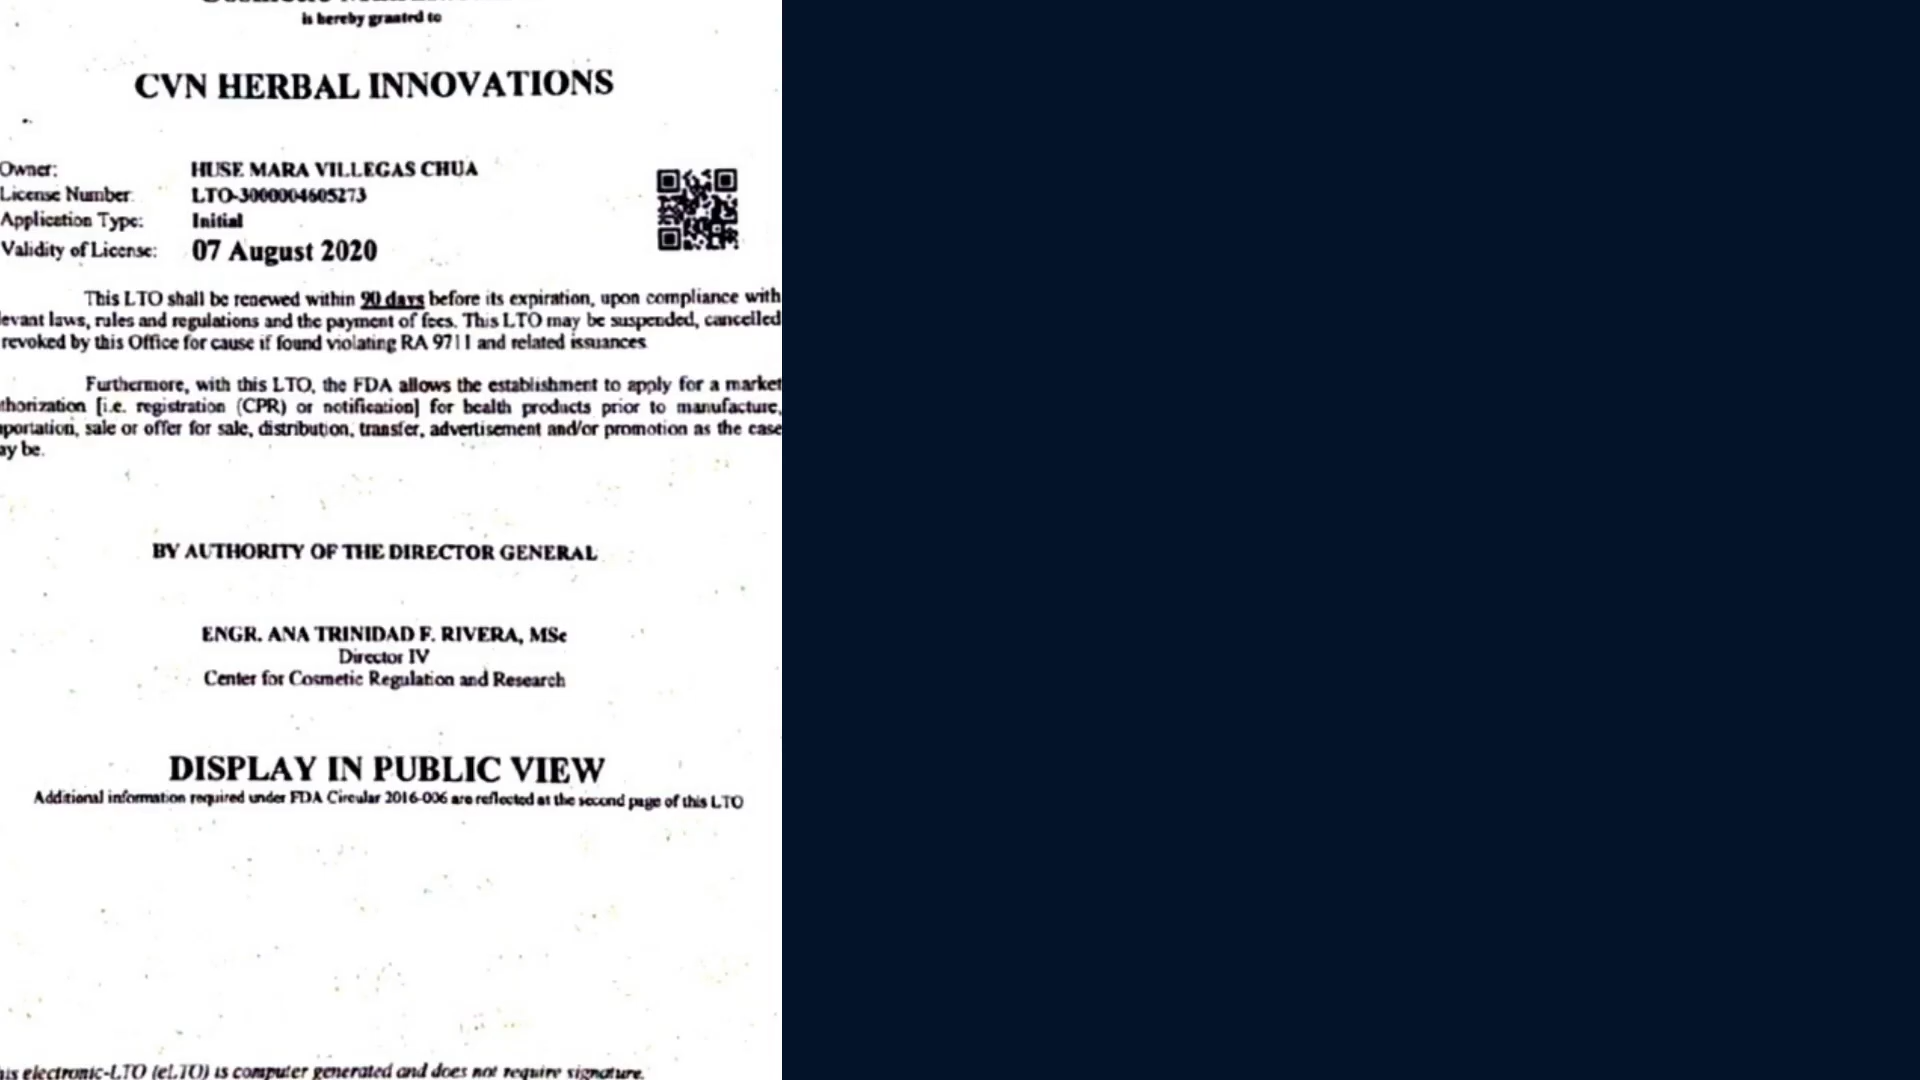 is hereby granted to
CVN HERBAL INNOVATIONS
Owner: HUSE MARA VILLEGAS CHUA
License Number: LTO-3000004605273
Application Type: Initial
Validity of License: 07 August 2020
This LTO shall be renewed within 90 days before its expiration, upon compliance with
evant laws, rules and regulations and the payment of fees. This LTO may be suspended, cancelled
revoked by this Office for cause if found violating RA 9711 and related issuances
Furthermore, with this LTO, the FDA allows the establishment to apply for a market
thorization [i.e. registration (CPR) or notification] for health products prior to manufacture,
portation, sale or offer for sale, distribution, transfer, advertisement and/or promotion as the case
ay be.
BY AUTHORITY OF THE DIRECTOR GENERAL
ENGR. ANA TRINIDAD F. RIVERA, MSc
Director IV
Center for Cosmetic Regulation and Research
DISPLAY IN PUBLIC VIEW
Additional information required under FDA Circular 2016-006 are reflected at the second page of this LTO
is electronic-LTO (eLTO) is computer generated and does not require signature.